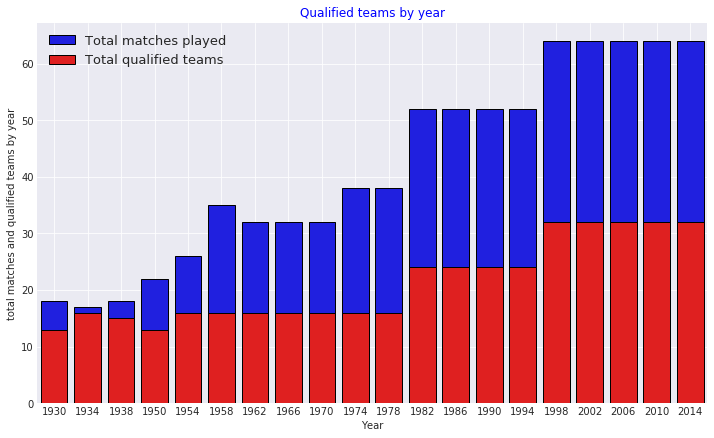 Qualified teams by year
Total matches played
Total qualified teams
total matches and qualified teams by year
60
50
40
30
20
10
0
1930 1934 1938 1950 1954 1958 1962 1966 1970 1974 1978 1982 1986 1990 1994 1998 2002 2006 2010 2014
Year